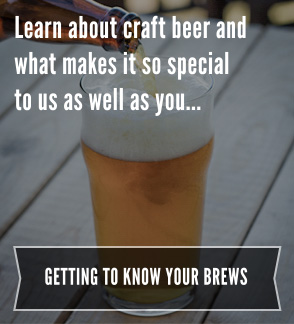 Learn about craft beer and
what makes it so special
to us as well as you...
GETTING TO KNOW YOUR BREWS